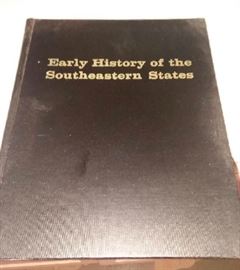 Early History of the
Southeastern States